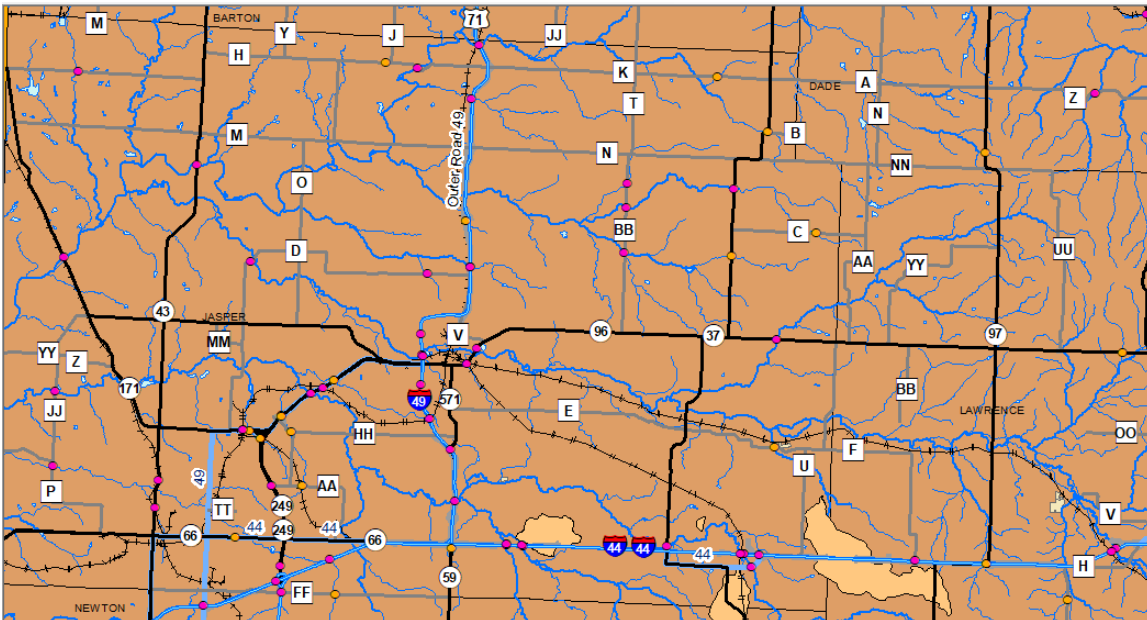 BARTON
71
M
Y
J
JJ
H
K
A
DADE
Z
T
N
Outer Road 49
M
B
N
NN
O
BB
C
D
AA
YY
UU
43
JASPER
V
96
37
97
MM
YY
Z
171
BB
49
571
JJ
E
LAWRENCE
HH
F
OO
U
49
P
AA
249
TT
V
44
249
44
66
66
44
44
44
H
59
FF
NEWTON